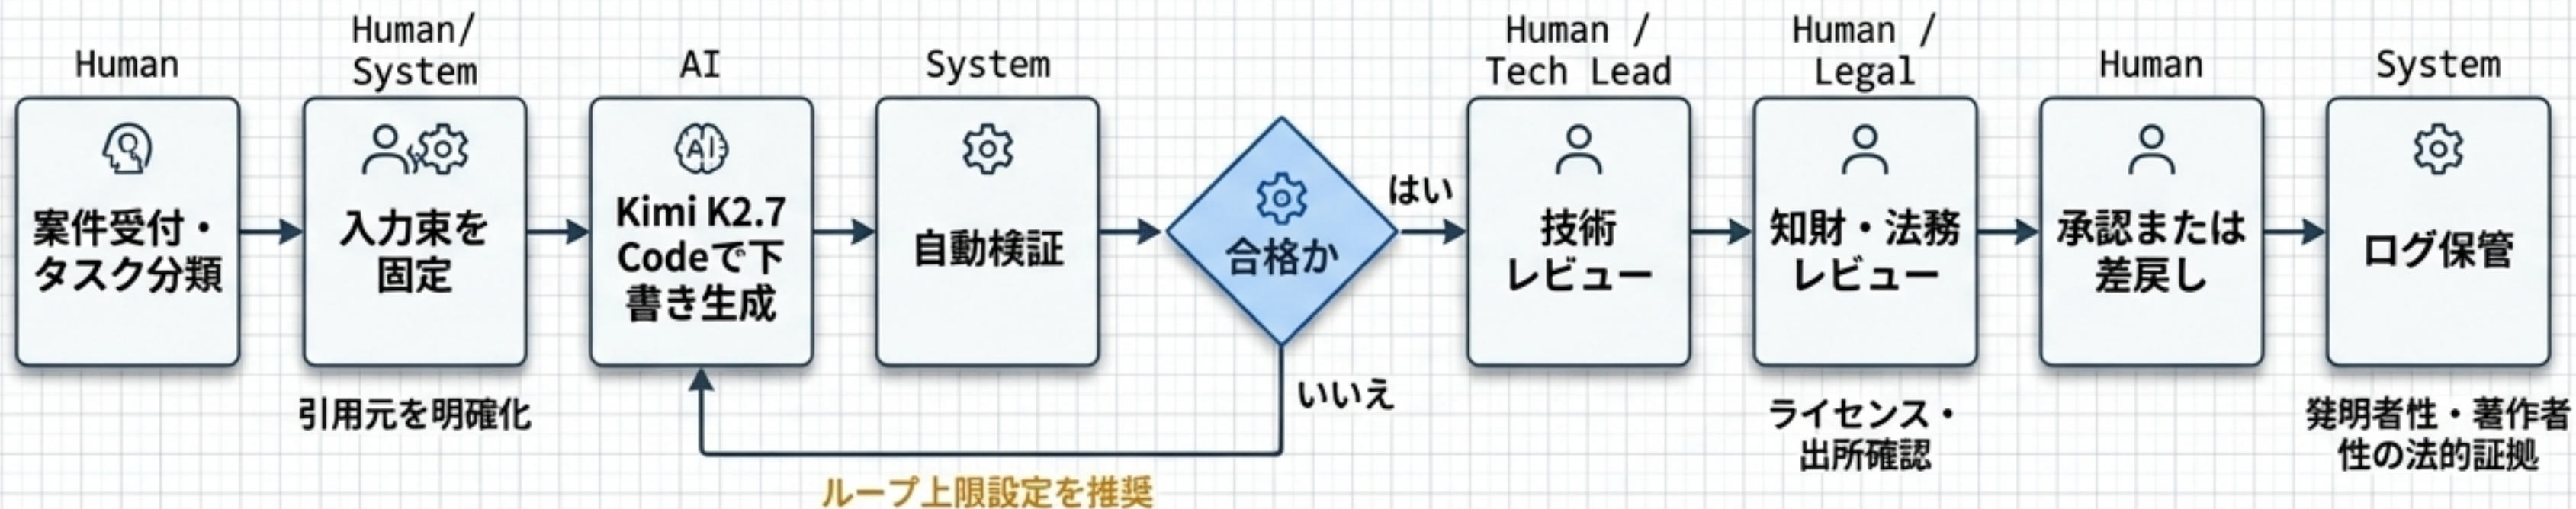 Human
案件受付・
タスク分類
Human/
System
入力束を
固定
引用元を明確化
AI
AI
Kimi K2.7
Codeで下
書き生成
System
自動検証
合格か
はい
いいえ
ループ上限設定を推奨
Human /
Tech Lead
技術
レビュー
Human /
Legal
知財・法務
レビュー
ライセンス・
出所確認
Human
承認または
差戻し
System
ログ保管
発明者性・著作者
性の法的証拠